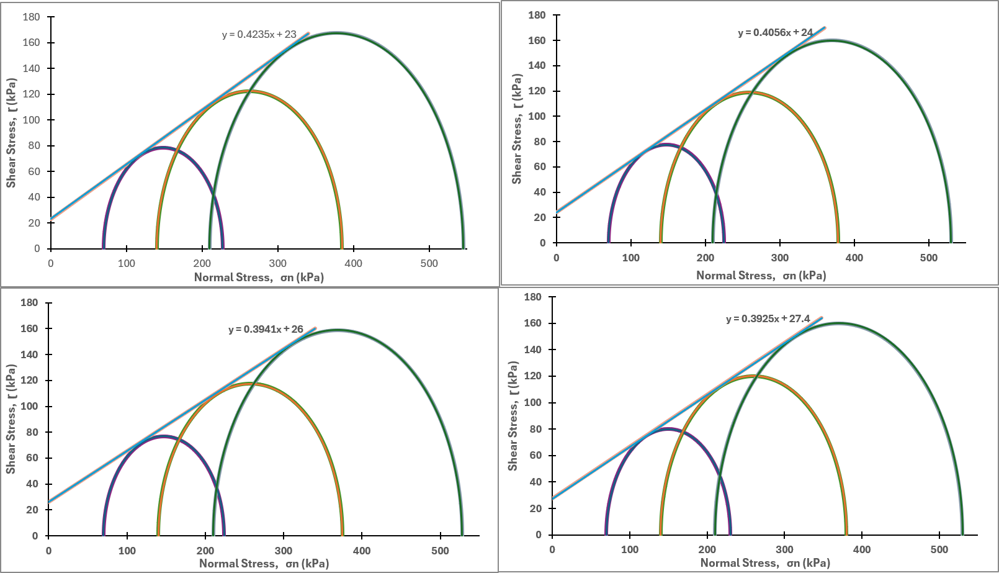 180
160
140
120
100
80
60
40
20
0
y = 0.4235x + 23
0 100 200 300 400 500
Normal Stress, σn (kPa)
Shear Stress, τ (kPa)
180
160
140
120
100
80
60
40
20
0
y = 0.4056x + 24
0 100 200 300 400 500
Normal Stress, σn (kPa)
Shear Stress, τ (kPa)
180
160
140
120
100
80
60
40
20
0
y = 0.3941x + 26
0 100 200 300 400 500
Normal Stress, σn (kPa)
Shear Stress, τ (kPa)
180
160
140
120
100
80
60
40
20
0
y = 0.3925x + 27.4
0 100 200 300 400 500
Normal Stress, σn (kPa)
Shear Stress, τ (kPa)